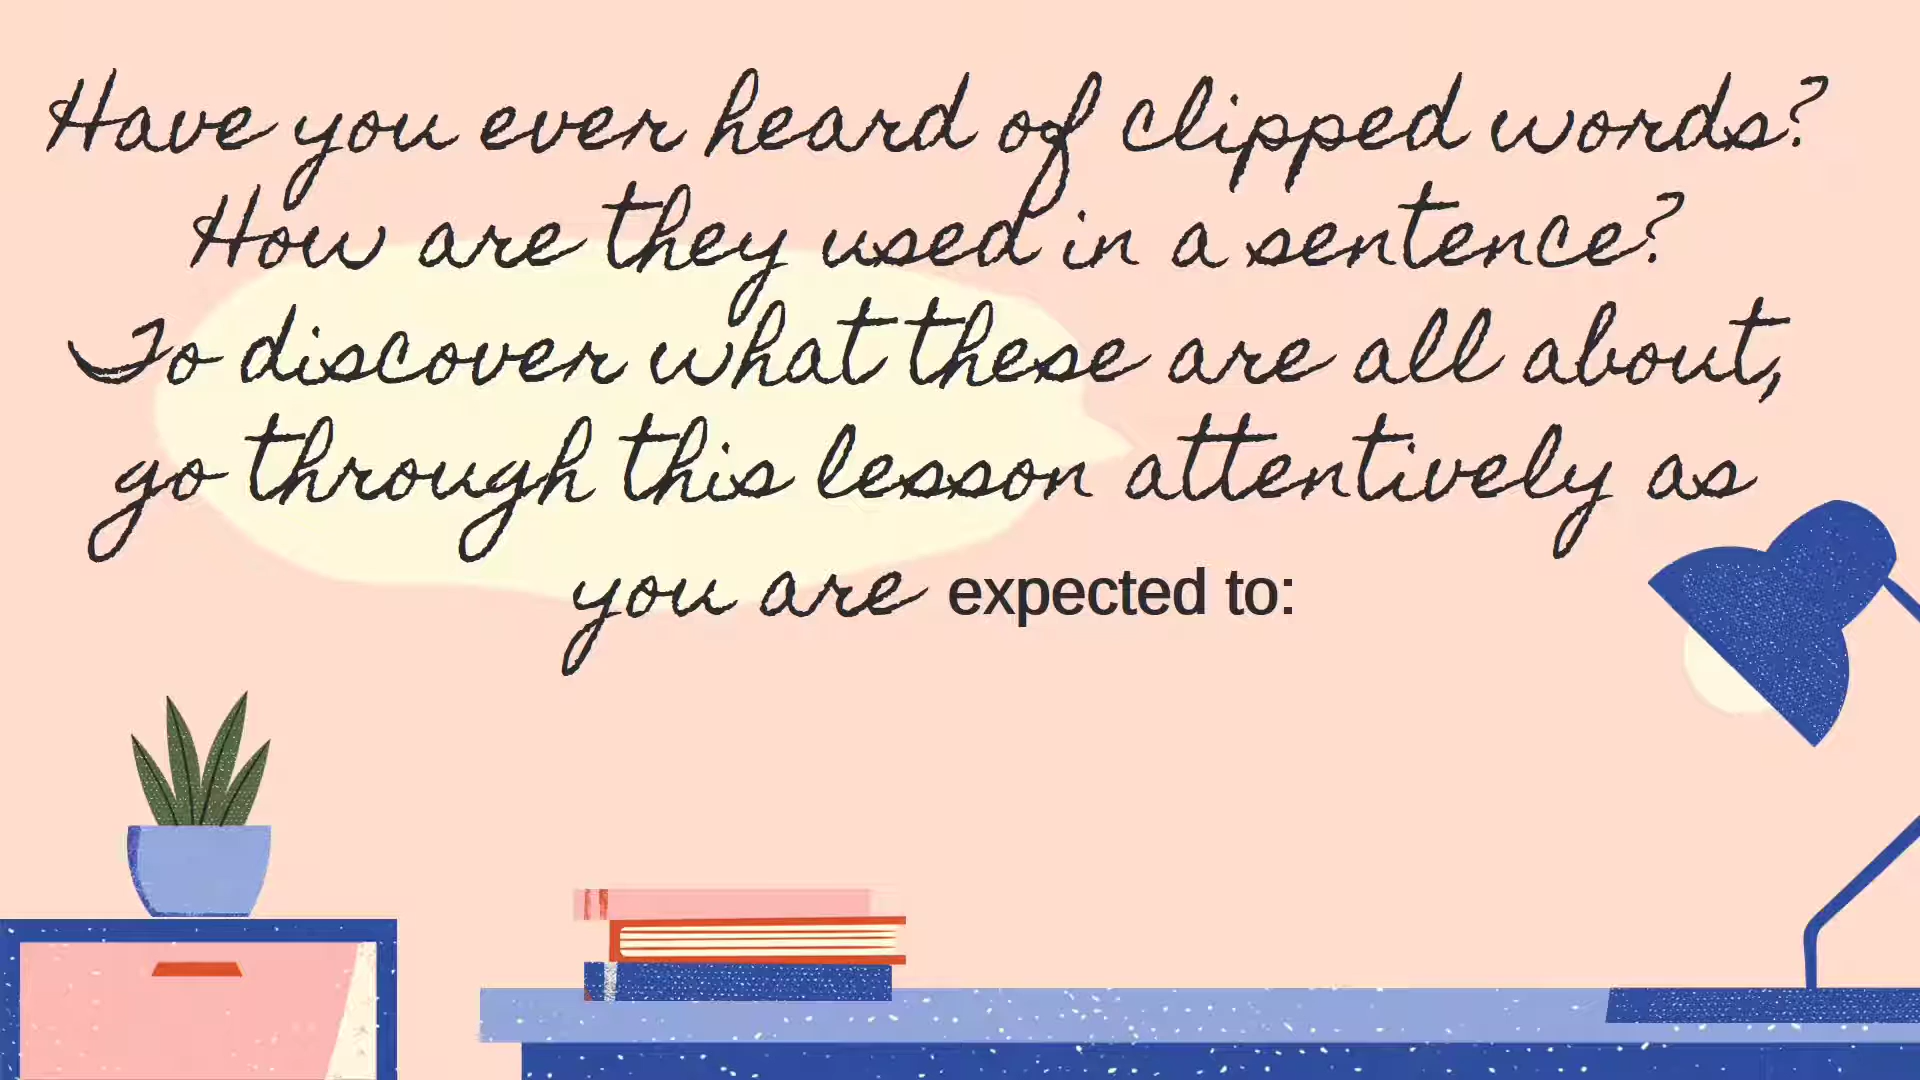 Have you ever heard of clipped words?
How are they used in a sentence?
To discover what these are all about,
go through this lesson attentively as
you are expected to: